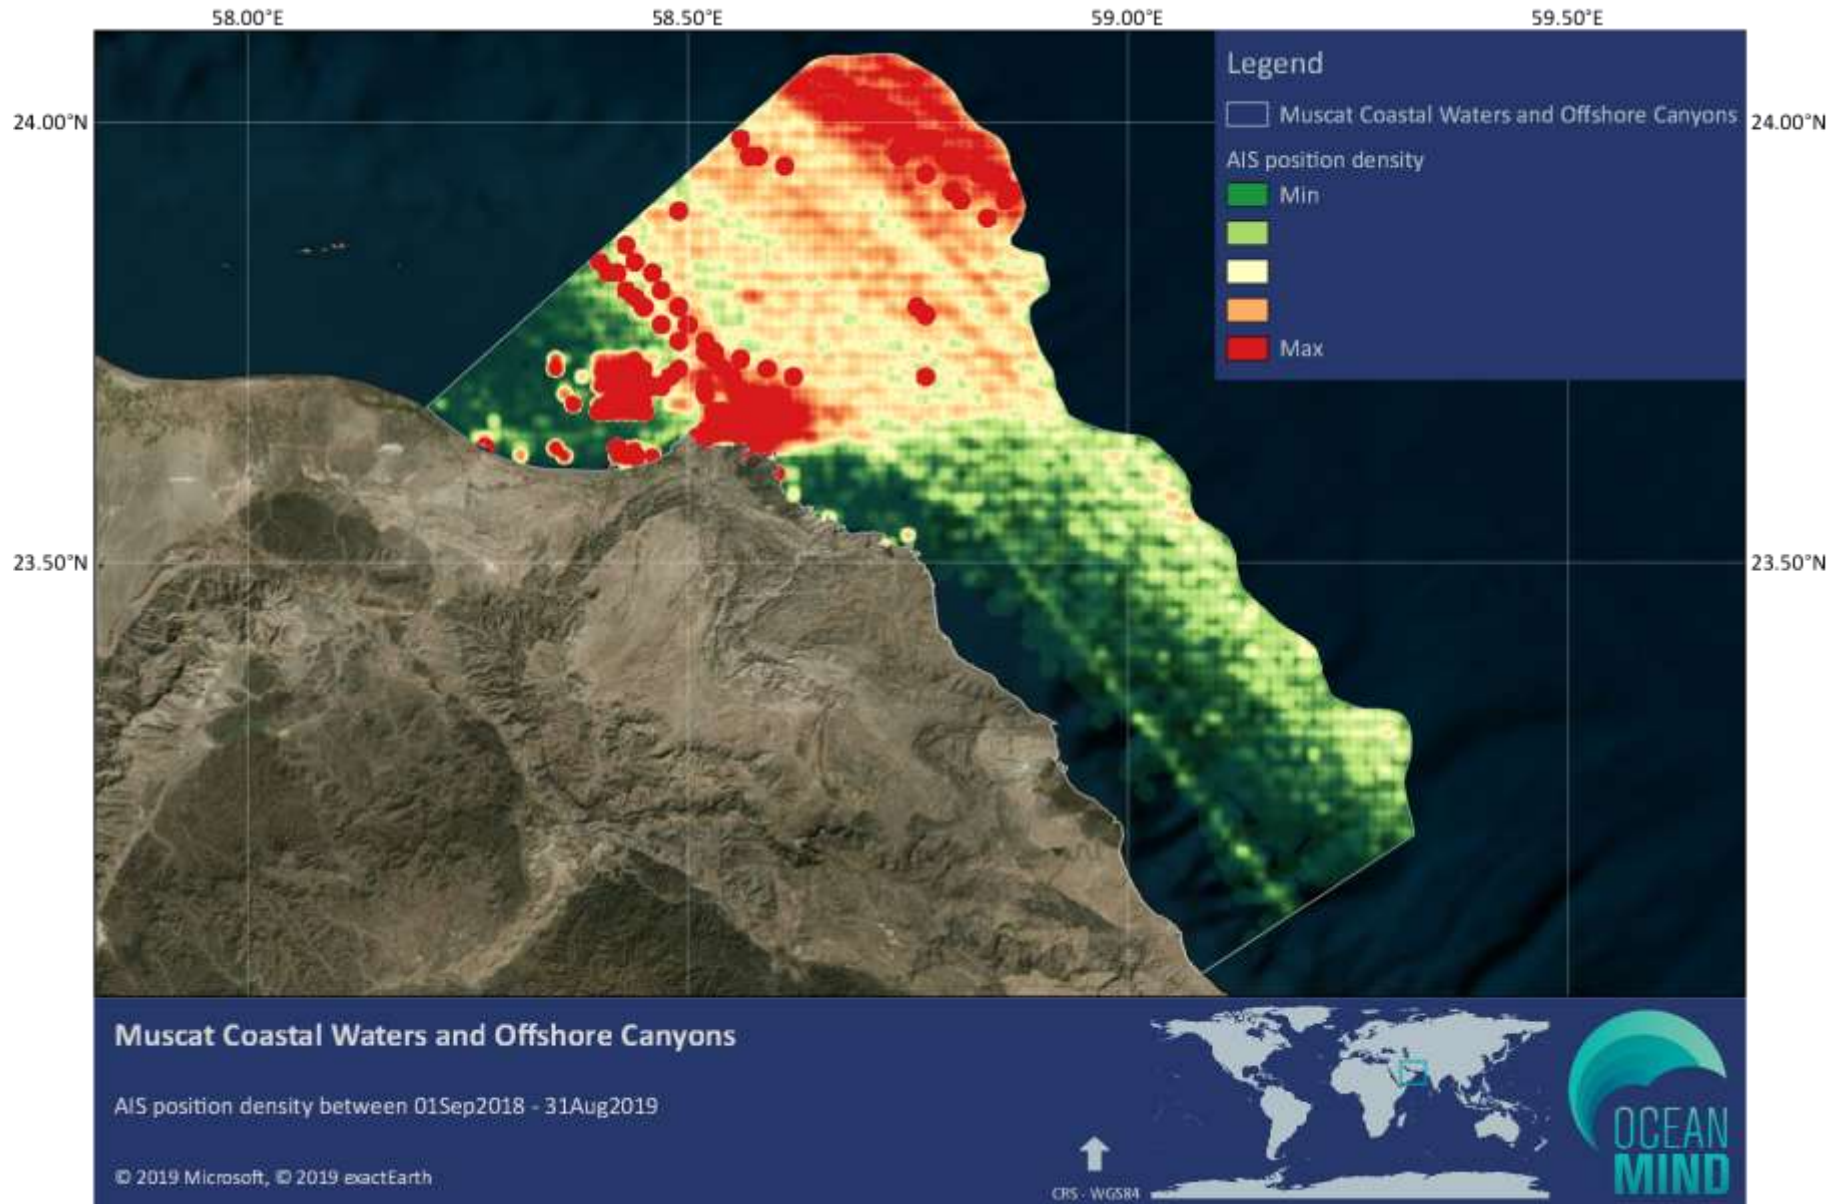 58.00°E 58.50°E 59.00°E 59.50°E
Legend
Muscat Coastal Waters and Offshore Canyons
24.00°N 24.00°N
AIS position density
Min
Max
23.50°N 23.50°N
Muscat Coastal Waters and Offshore Canyons
AIS position density between 01Sep2018 - 31Aug2019
© 2019 Microsoft, © 2019 exactEarth
CRS - WGS84
OCEAN
MIND